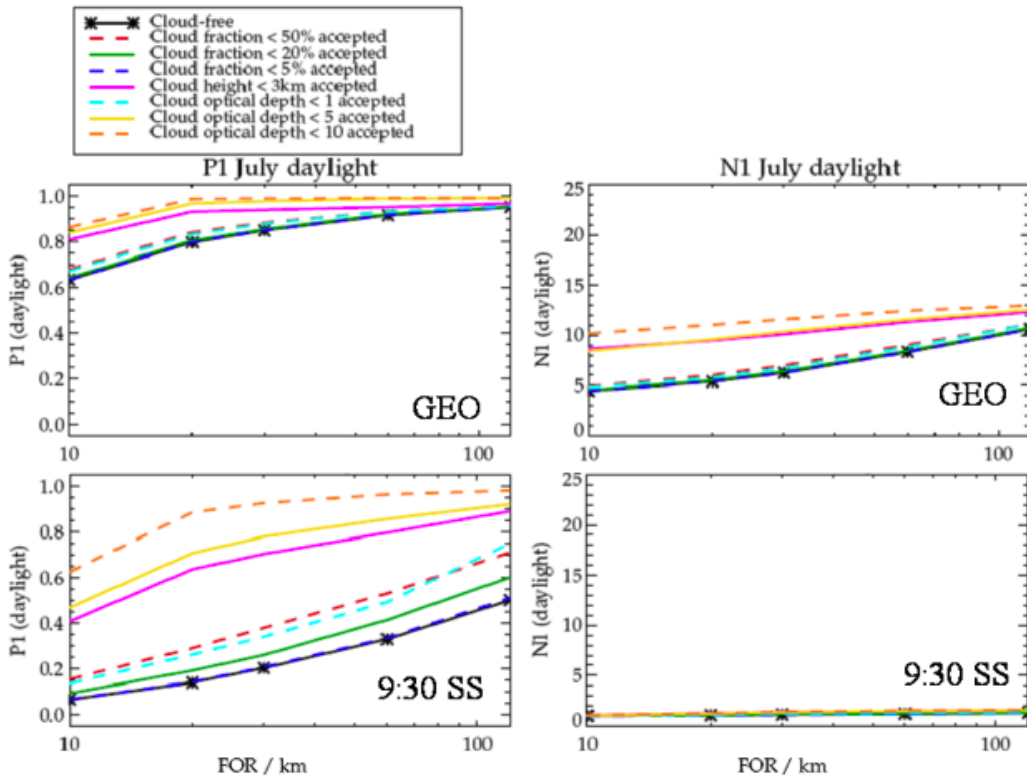 Cloud-free
Cloud fraction < 50% accepted
Cloud fraction < 20% accepted
Cloud fraction < 5% accepted
Cloud height < 3km accepted
Cloud optical depth < 1 accepted
Cloud optical depth < 5 accepted
Cloud optical depth < 10 accepted
P1 July daylight
1.0
0.8
0.6
0.4
0.2
0.0
P1 (daylight)
GEO
10
100
N1 July daylight
25
20
15
10
5
0
N1 (daylight)
GEO
10
100
1.0
0.8
0.6
0.4
0.2
0.0
P1 (daylight)
9:30 SS
10
100
FOR / km
25
20
15
10
5
0
N1 (daylight)
9:30 SS
10
100
FOR / km